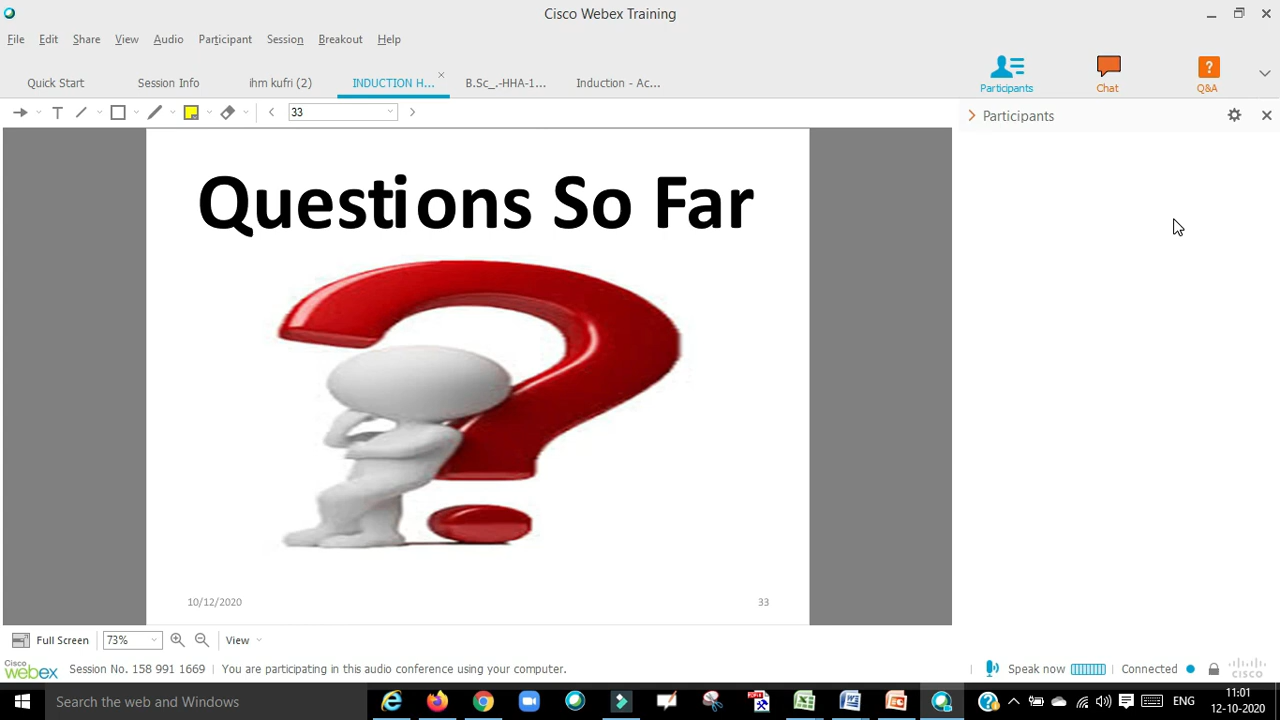 Cisco Webex Training
File Edit Share View Audio Participant Session Breakout Help
Quick Start Session Info ihm kufri (2) INDUCTION H... B.Sc_.-HHA-1... Induction - Ac...
Participants Chat Q&A
T 33
Participants
Questions So Far
10/12/2020 33
Full Screen 73% View
Cisco webex Session No. 158 991 1669 You are participating in this audio conference using your computer. Speak now Connected cisco
Search the web and Windows ENG 11:01
12-10-2020